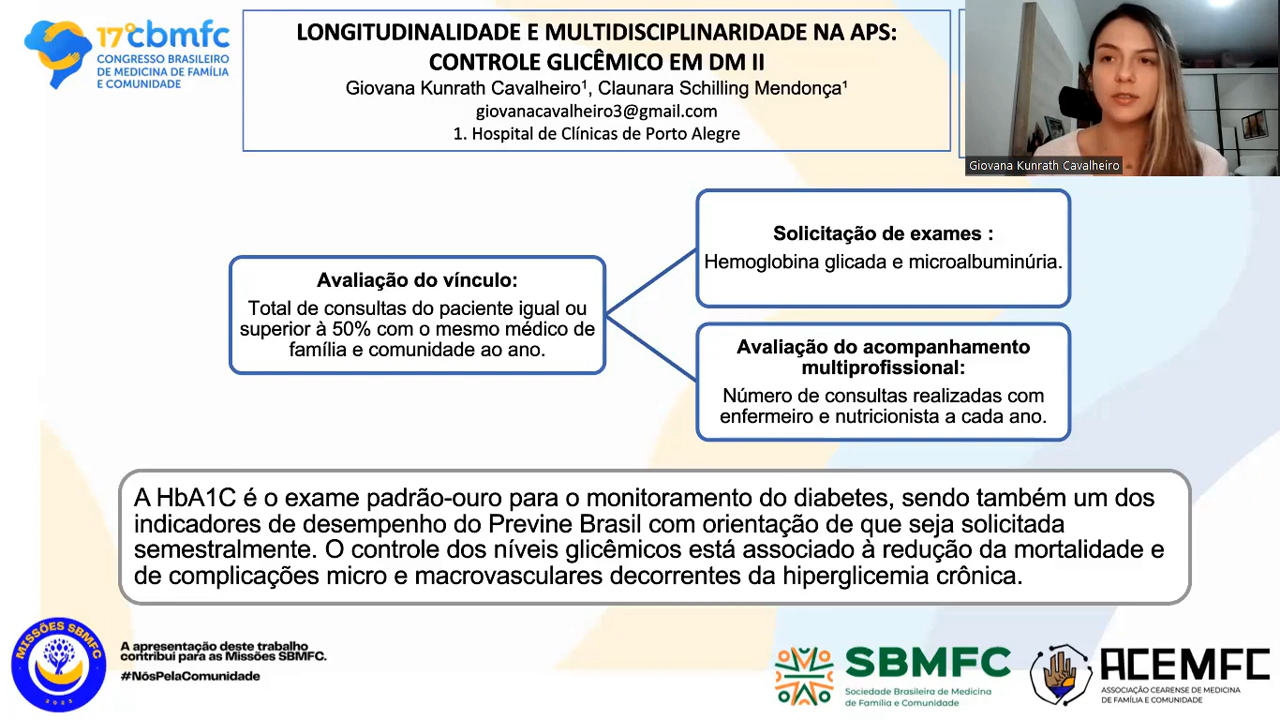 17º cbmfc
CONGRESSO BRASILEIRO
DE MEDICINA DE FAMÍLIA
E COMUNIDADE
LONGITUDINALIDADE E MULTIDISCIPLINARIDADE NA APS:
CONTROLE GLICÊMICO EM DM II
Giovana Kunrath Cavalheiro¹, Claunara Schilling Mendonça¹
giovanacavalheiro3@gmail.com
1. Hospital de Clínicas de Porto Alegre
Giovana Kunrath Cavalheiro
Avaliação do vínculo:
Total de consultas do paciente igual ou
superior à 50% com o mesmo médico de
família e comunidade ao ano.
Solicitação de exames :
Hemoglobina glicada e microalbuminúria.
Avaliação do acompanhamento
multiprofissional:
Número de consultas realizadas com
enfermeiro e nutricionista a cada ano.
A HbA1C é o exame padrão-ouro para o monitoramento do diabetes, sendo também um dos
indicadores de desempenho do Previne Brasil com orientação de que seja solicitada
semestralmente. O controle dos níveis glicêmicos está associado à redução da mortalidade e
de complicações micro e macrovasculares decorrentes da hiperglicemia crônica.
MISSÕES SBMFC
2023
A apresentação deste trabalho
contribui para as Missões SBMFC.
#NósPelaComunidade
SBMFC
Sociedade Brasileira de Medicina
de Família e Comunidade
ACEMFC
ASSOCIAÇÃO CEARENSE DE MEDICINA
DE FAMÍLIA E COMUNIDADE